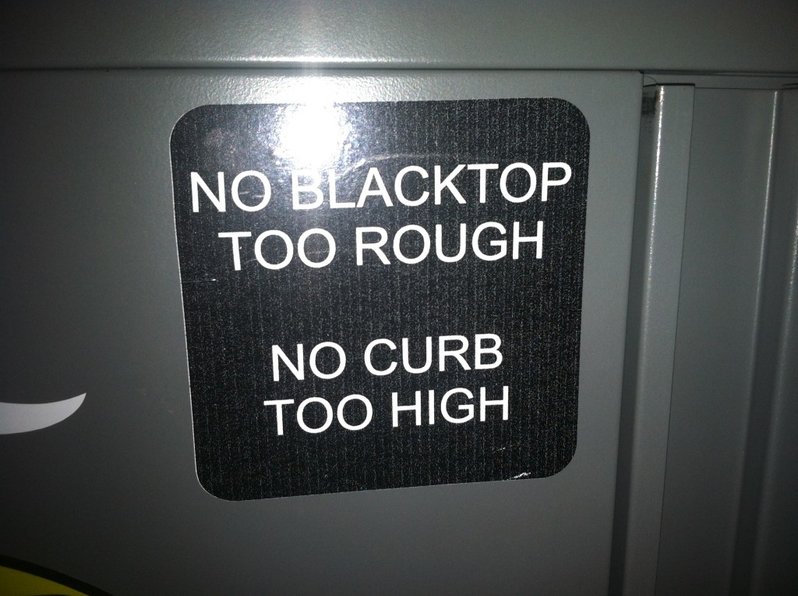 NO BLACKTOP
TOO ROUGH
NO CURB
TOO HIGH